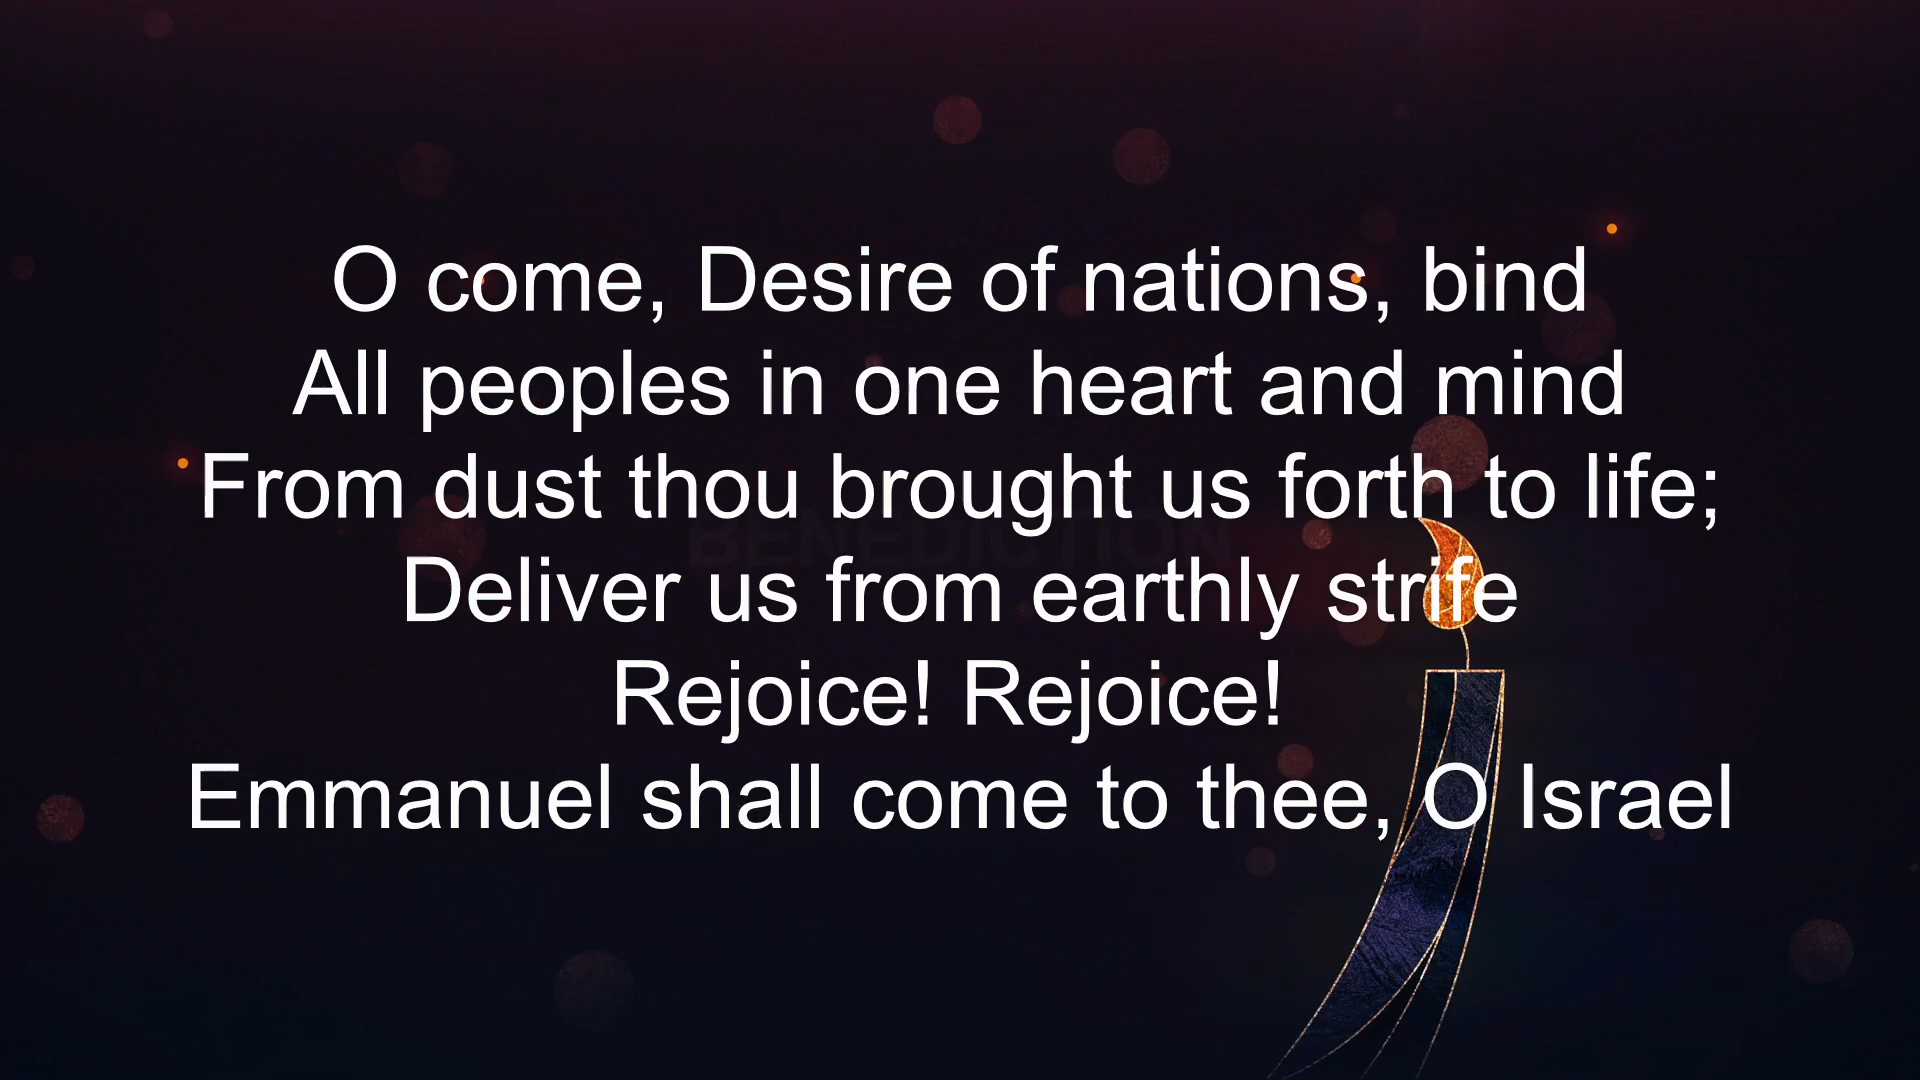 O come, Desire of nations, bind
All peoples in one heart and mind
From dust thou brought us forth to life;
BENEDICTION
Deliver us from earthly strife
Rejoice! Rejoice!
Emmanuel shall come to thee, O Israel